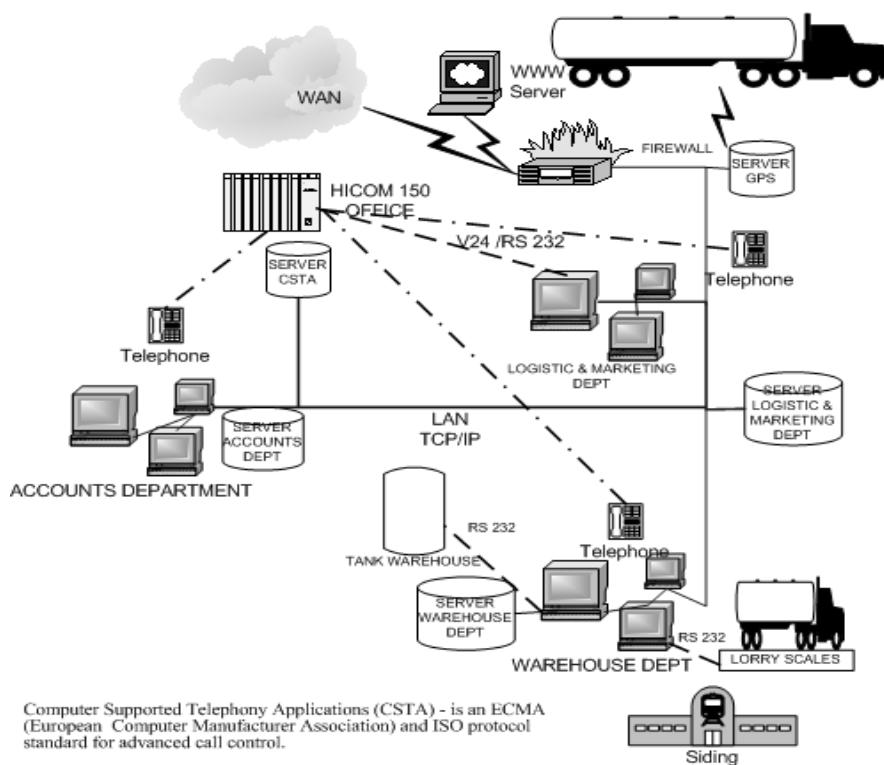 WAN
WWW
Server
FIREWALL
SERVER
GPS
HICOM 150
OFFICE
V24 /RS 232
SERVER
CSTA
Telephone
Telephone
LOGISTIC & MARKETING
DEPT
SERVER
LOGISTIC &
MARKETING
DEPT
LAN
TCP/IP
SERVER
ACCOUNTS
DEPT
ACCOUNTS DEPARTMENT
RS 232
TANK WAREHOUSE
Telephone
SERVER
WAREHOUSE
DEPT
RS 232
WAREHOUSE DEPT
LORRY SCALES
Computer Supported Telephony Applications (CSTA) - is an ECMA
(European Computer Manufacturer Association) and ISO protocol
standard for advanced call control.
Siding